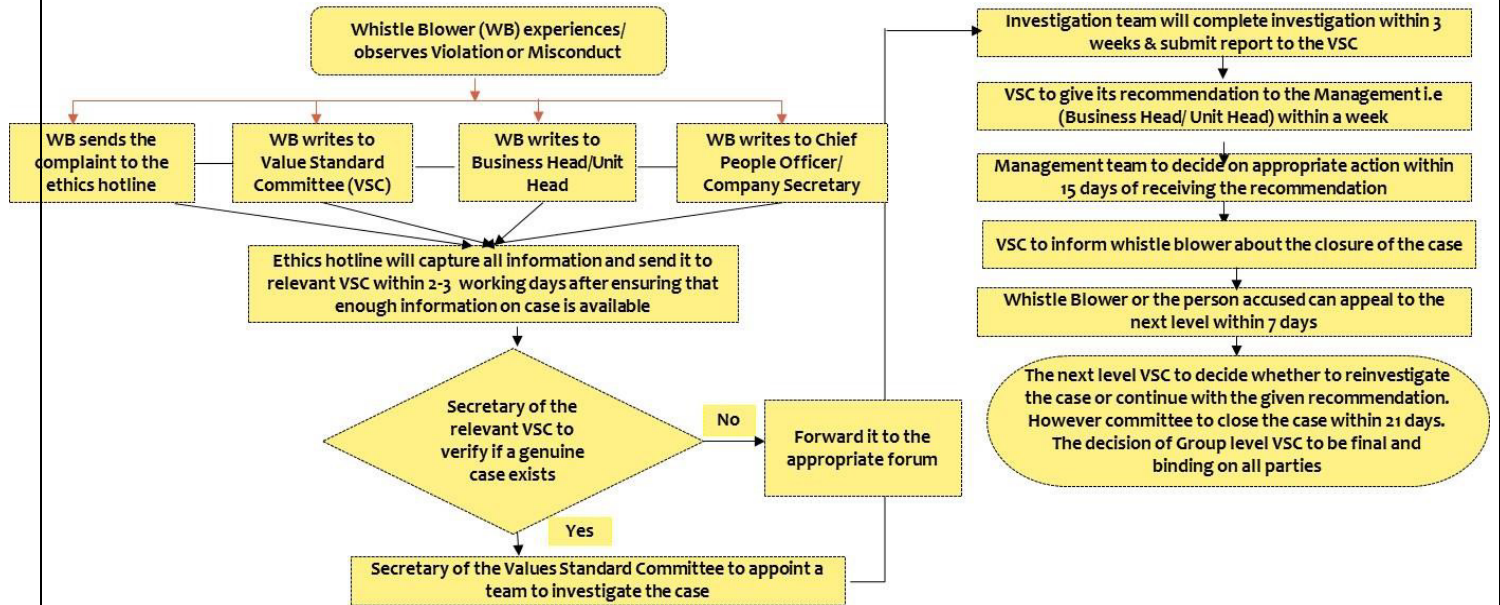 Whistle Blower (WB) experiences/
observes Violation or Misconduct
WB sends the
complaint to the
ethics hotline
WB writes to
Value Standard
Committee (VSC)
WB writes to
Business Head/Unit
Head
WB writes to Chief
People Officer/
Company Secretary
Ethics hotline will capture all information and send it to
relevant VSC within 2-3 working days after ensuring that
enough information on case is available
Secretary of the
relevant VSC to
verify if a genuine
case exists
No
Forward it to the
appropriate forum
Yes
Secretary of the Values Standard Committee to appoint a
team to investigate the case
Investigation team will complete investigation within 3
weeks & submit report to the VSC
VSC to give its recommendation to the Management i.e
(Business Head/ Unit Head) within a week
Management team to decide on appropriate action within
15 days of receiving the recommendation
VSC to inform whistle blower about the closure of the case
Whistle Blower or the person accused can appeal to the
next level within 7 days
The next level VSC to decide whether to reinvestigate
the case or continue with the given recommendation.
However committee to close the case within 21 days.
The decision of Group level VSC to be final and
binding on all parties